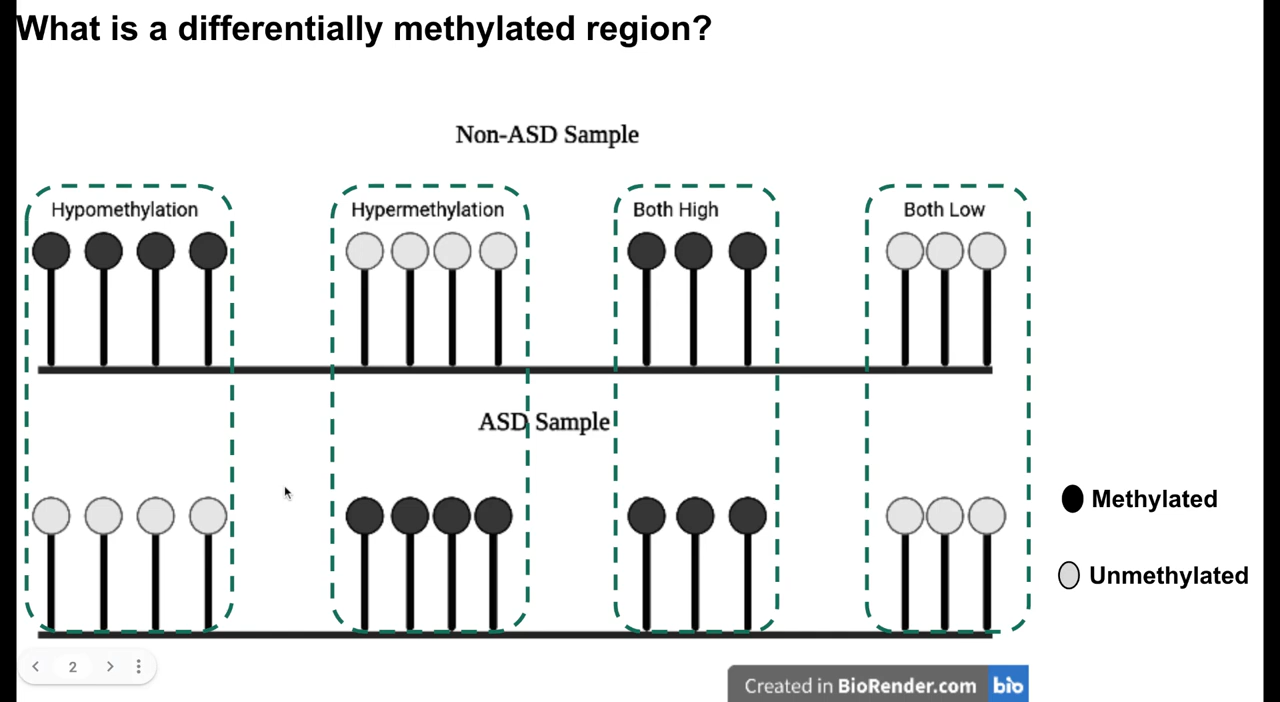 What is a differentially methylated region?
Non-ASD Sample
Hypomethylation
Hypermethylation
Both High
Both Low
ASD Sample
Methylated
Unmethylated
2
Created in BioRender.com bio